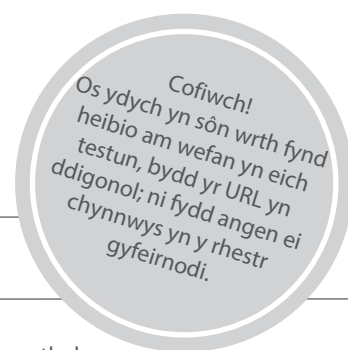 Cofiwch!
Os ydych yn sôn wrth fynd
heibio am wefan yn eich
testun, bydd yr URL yn
ddigonol; ni fydd angen ei
chynnwys yn y rhestr
gyfeirnodi.